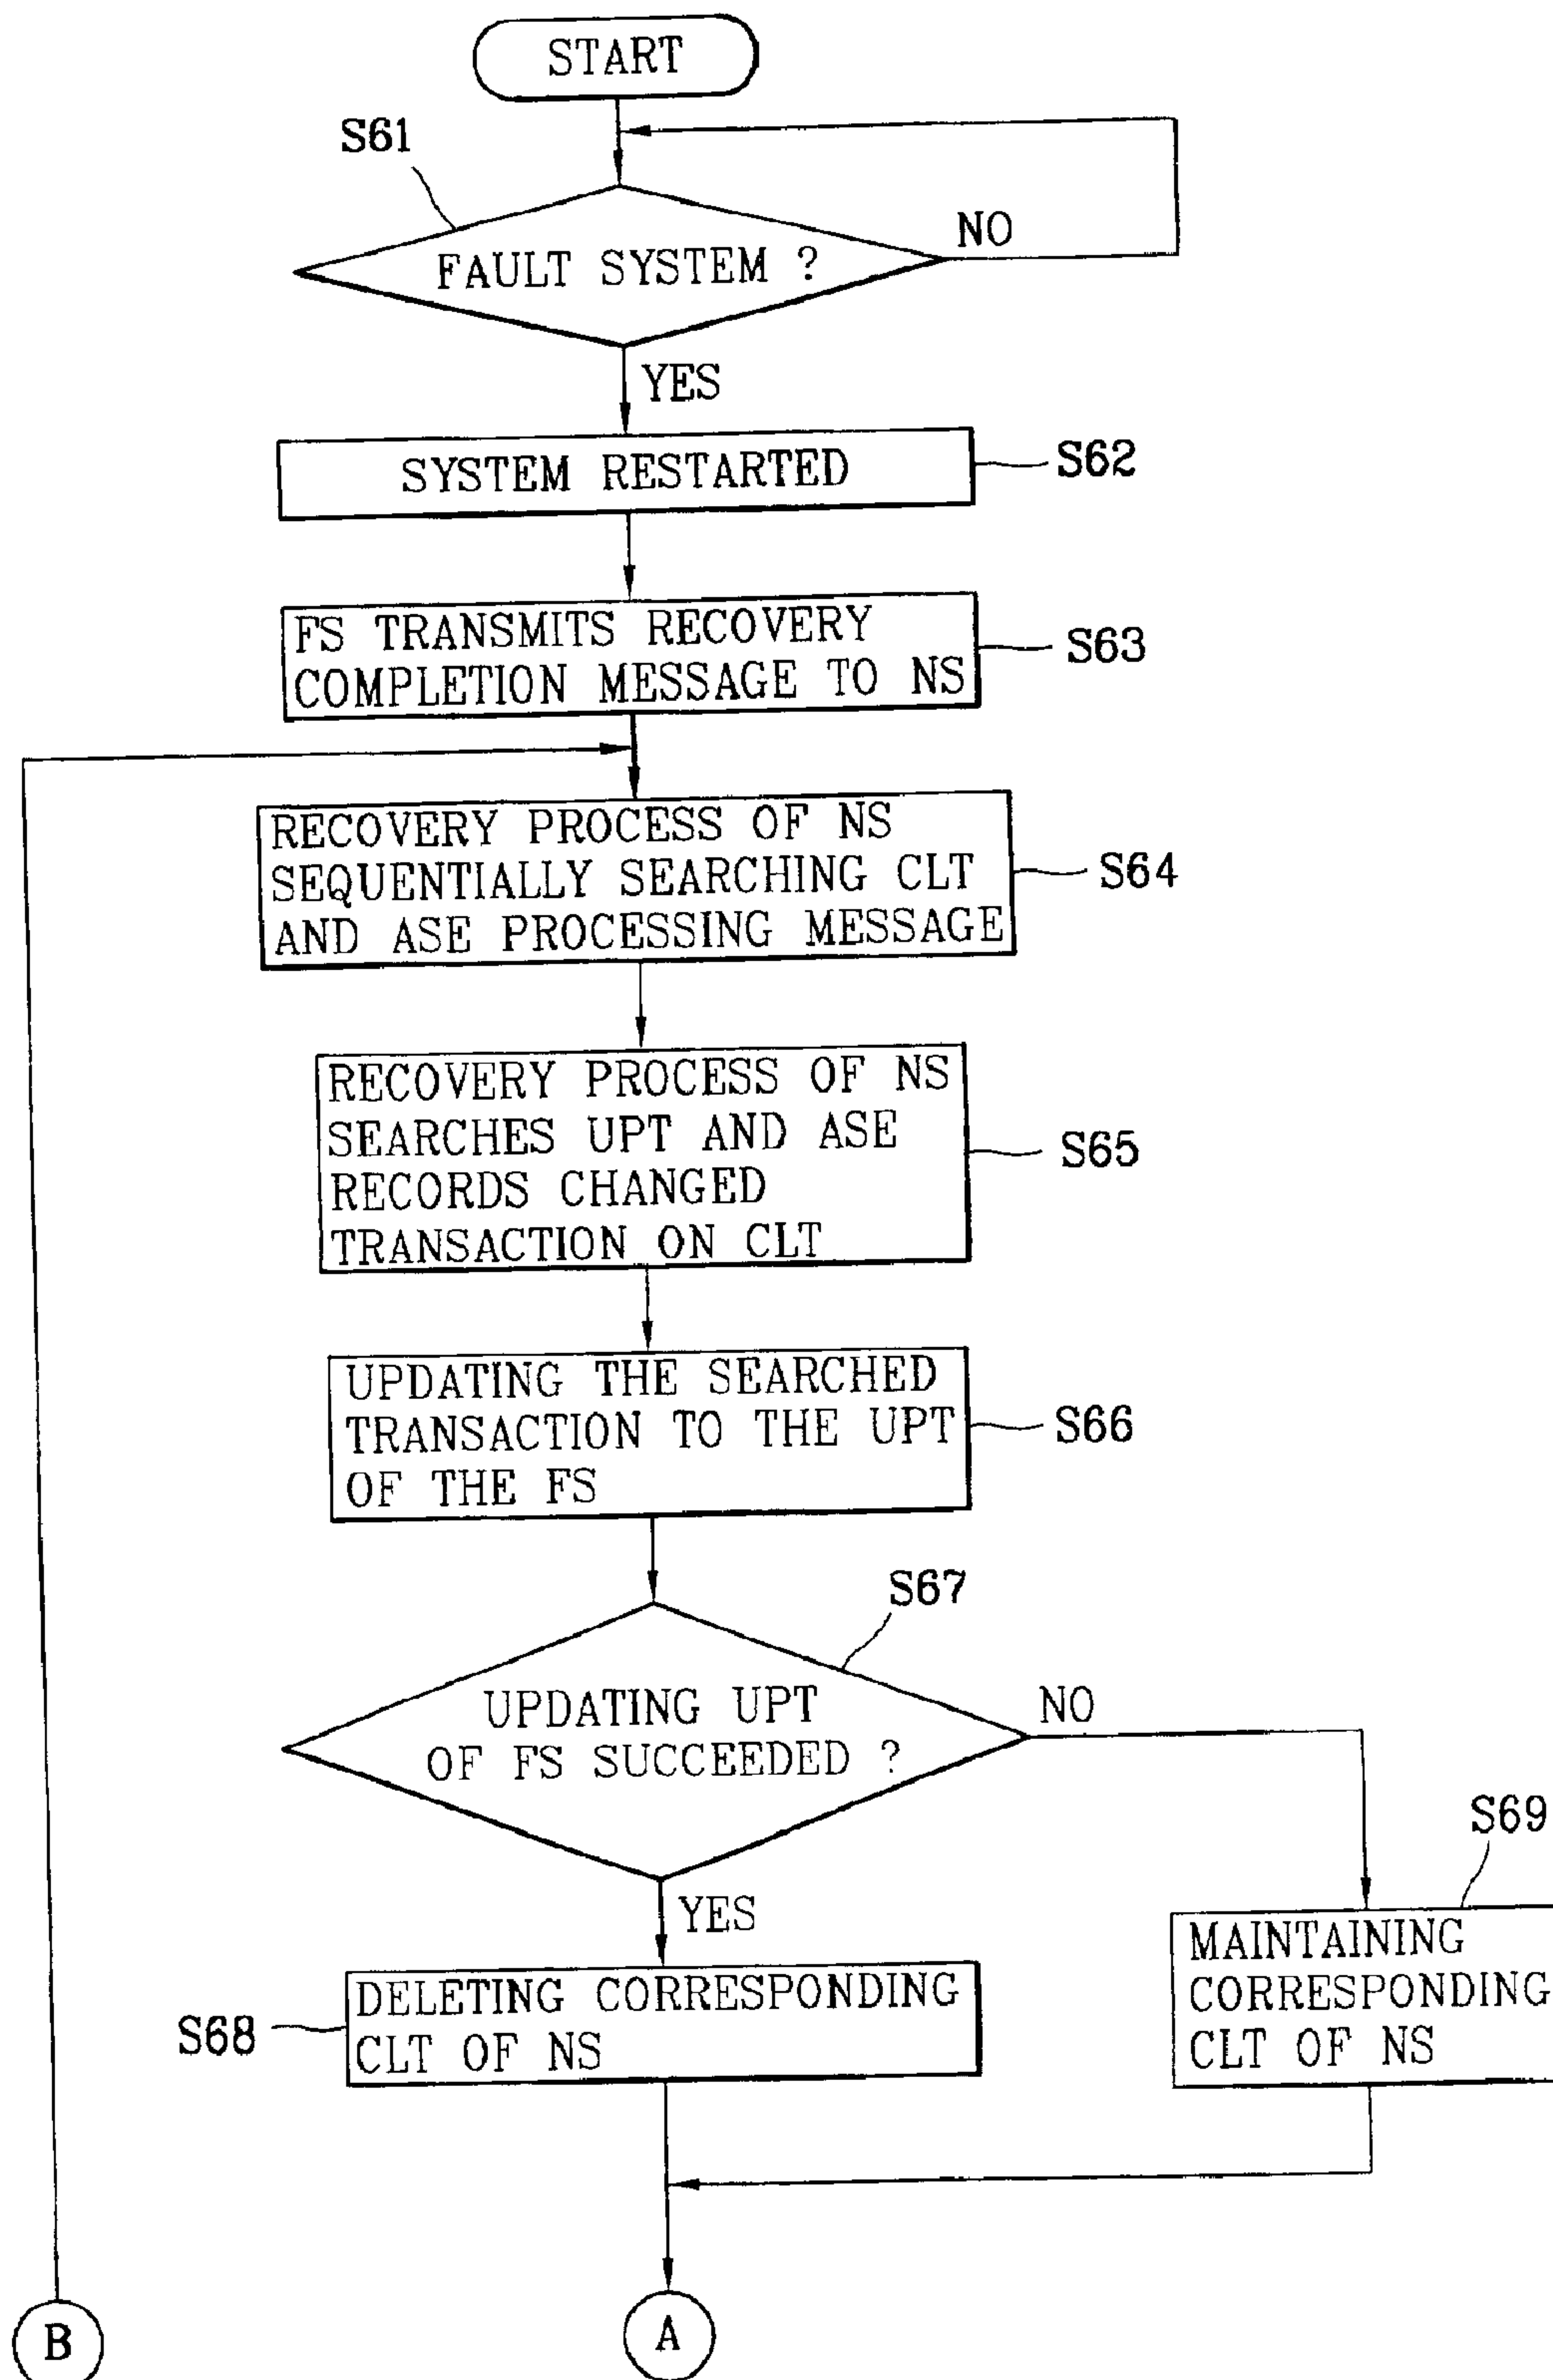 START
S61
NO
FAULT SYSTEM ?
YES
SYSTEM RESTARTED
S62
FS TRANSMITS RECOVERY
COMPLETION MESSAGE TO NS
S63
RECOVERY PROCESS OF NS
SEQUENTIALLY SEARCHING CLT
AND ASE PROCESSING MESSAGE
S64
RECOVERY PROCESS OF NS
SEARCHES UPT AND ASE
RECORDS CHANGED
TRANSACTION ON CLT
S65
UPDATING THE SEARCHED
TRANSACTION TO THE UPT
OF THE FS
S66
S67
UPDATING UPT
OF FS SUCCEEDED ?
NO
YES
S69
MAINTAINING
CORRESPONDING
CLT OF NS
DELETING CORRESPONDING
CLT OF NS
S68
B
A